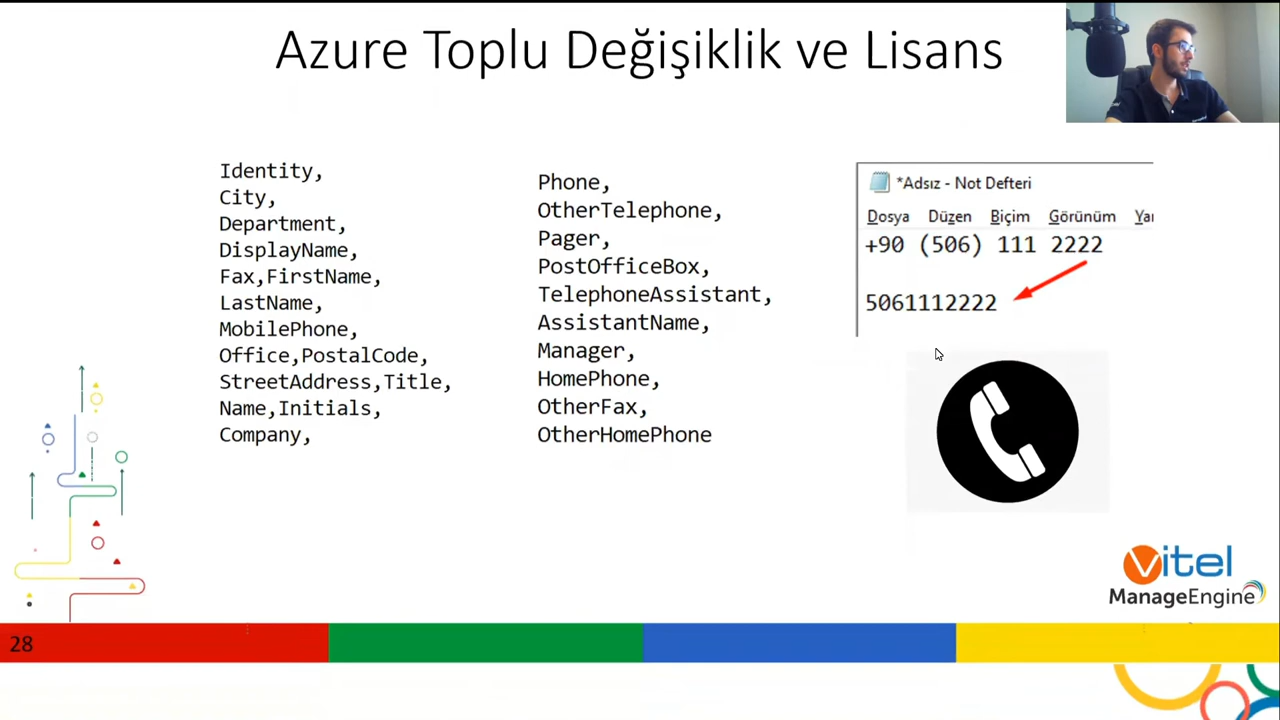 Azure Toplu Değişiklik ve Lisans
Identity,
City,
Department,
DisplayName,
Fax,FirstName,
LastName,
MobilePhone,
Office,PostalCode,
StreetAddress,Title,
Name,Initials,
Company,
Phone,
OtherTelephone,
Pager,
PostOfficeBox,
TelephoneAssistant,
AssistantName,
Manager,
HomePhone,
OtherFax,
OtherHomePhone
*Adsız - Not Defteri
Dosya Düzen Biçim Görünüm Yar
+90 (506) 111 2222
5061112222
Vitel
ManageEngine
28